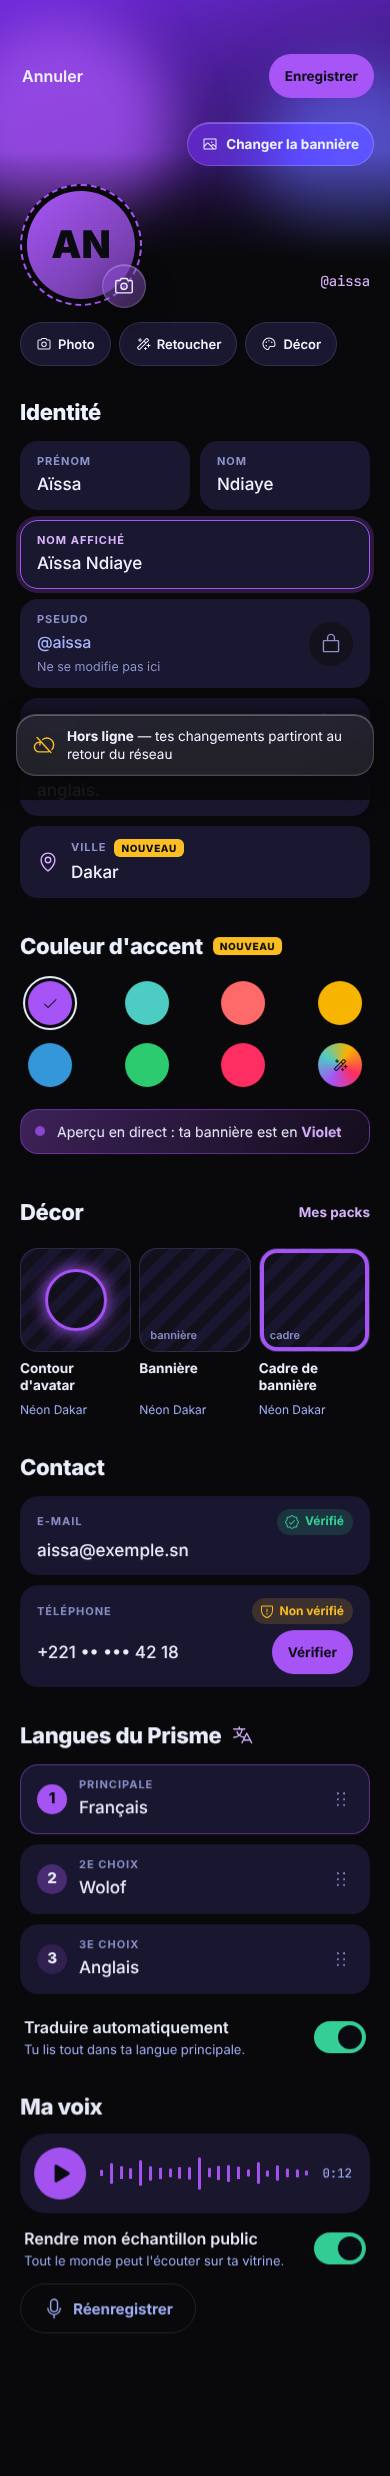 Annuler
Enregistrer
Changer la bannière
AN
@aissa
Photo
Retoucher
Décor
Identité
PRÉNOM
Aïssa
NOM
Ndiaye
NOM AFFICHÉ
Aïssa Ndiaye
PSEUDO
@aissa
Ne se modifie pas ici
Hors ligne — tes changements partiront au
retour du réseau
anglais.
VILLE NOUVEAU
Dakar
Couleur d'accent NOUVEAU
Aperçu en direct : ta bannière est en Violet
Décor
Mes packs
bannière
cadre
Contour
d'avatar
Néon Dakar
Bannière
Néon Dakar
Cadre de
bannière
Néon Dakar
Contact
E-MAIL
Vérifié
aissa@exemple.sn
TÉLÉPHONE
Non vérifié
+221 •• ••• 42 18
Vérifier
Langues du Prisme
1
PRINCIPALE
Français
2
2E CHOIX
Wolof
3
3E CHOIX
Anglais
Traduire automatiquement
Tu lis tout dans ta langue principale.
Ma voix
0:12
Rendre mon échantillon public
Tout le monde peut l'écouter sur ta vitrine.
Réenregistrer